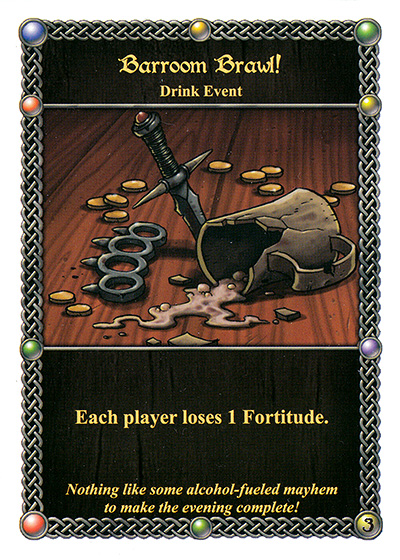 Barroom Brawl!
Drink Event
Each player loses 1 Fortitude.
Nothing like some alcohol-fueled mayhem
to make the evening complete!
3